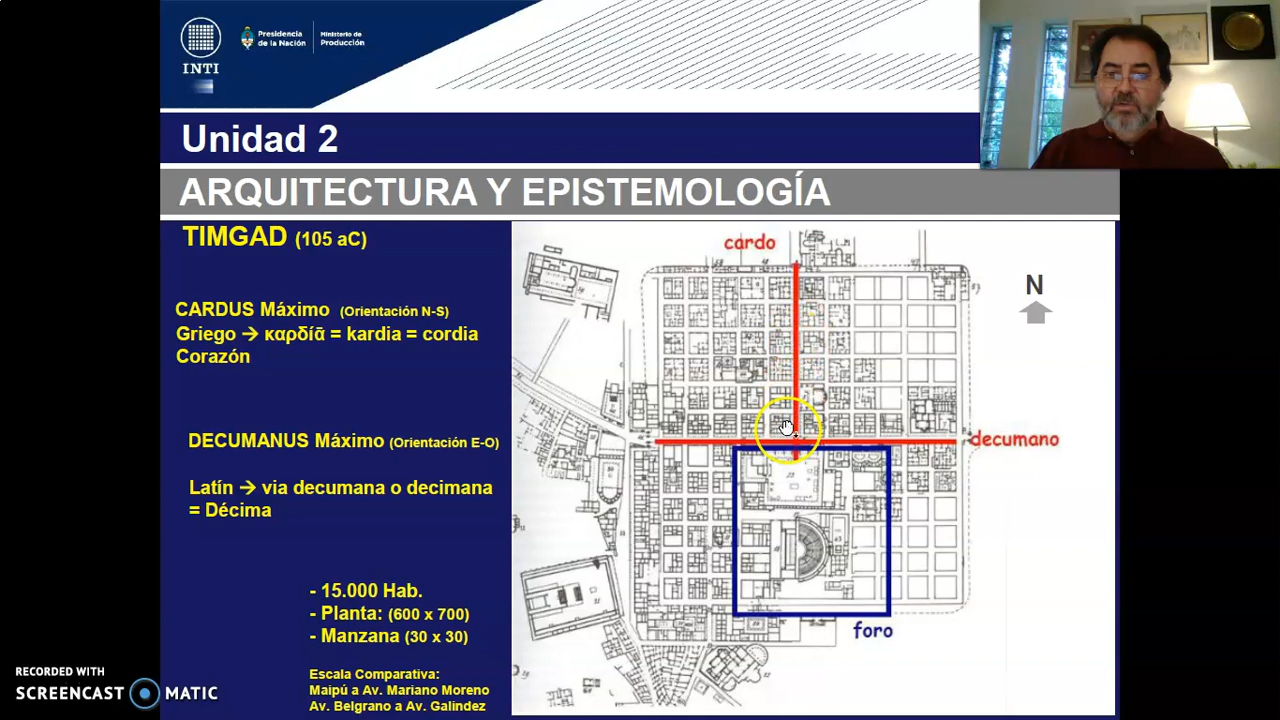 INTI
Presidencia
de la Nación
Ministerio de
Producción
Unidad 2
ARQUITECTURA Y EPISTEMOLOGÍA
TIMGAD (105 aC)
CARDUS Máximo (Orientación N-S)
Griego → καρδίᾱ = kardia = cordia
Corazón
DECUMANUS Máximo (Orientación E-O)
Latín → via decumana o decimana
= Décima
- 15.000 Hab.
- Planta: (600 x 700)
- Manzana (30 x 30)
Escala Comparativa:
Maipú a Av. Mariano Moreno
Av. Belgrano a Av. Galindez
cardo
N
decumano
foro
RECORDED WITH
SCREENCAST MATIC